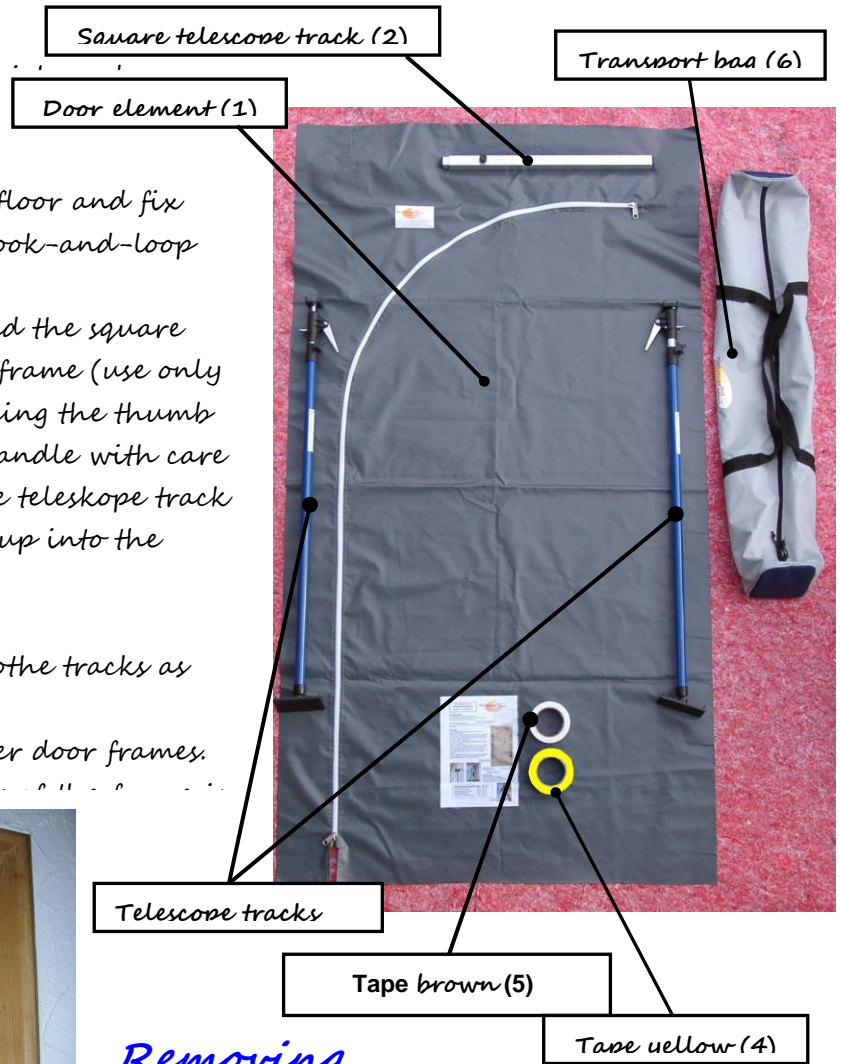 Square telescope track (2)
Transport bag (6)
Door element (1)
floor and fix
ook-and-loop
d the square
frame (use only
ing the thumb
andle with care
e teleskope track
up into the
othe tracks as
er door frames.
Telescope tracks
Tape brown (5)
Tape yellow (4)
Removing